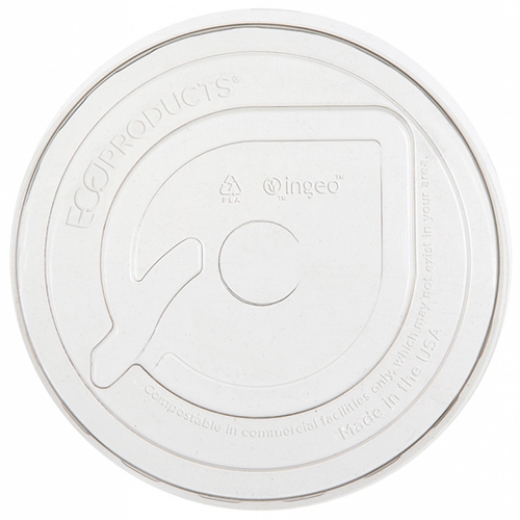 ECOPRODUCTS®
7
PLA
ingeo™
™
Compostable in commercial facilities only, which may not exist in your area.
Made in the USA